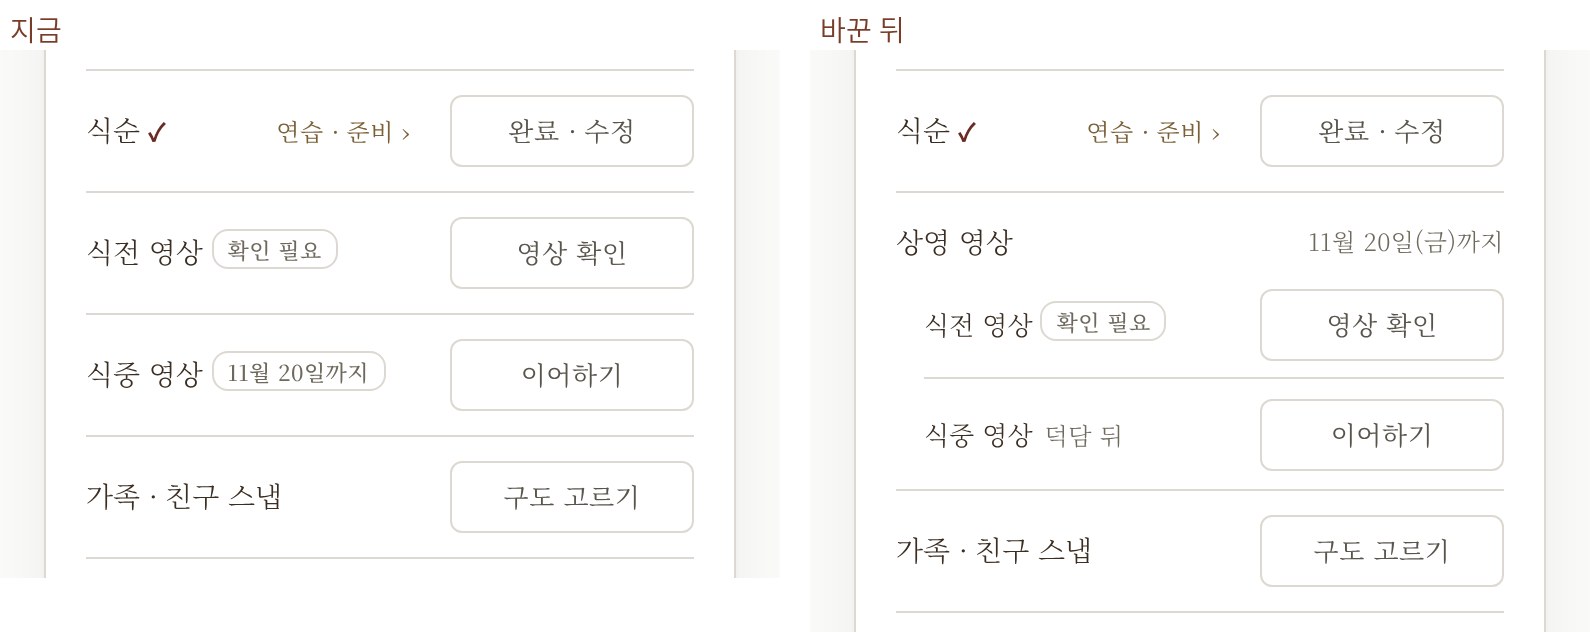 지금
식순 ✓ 연습 · 준비 › 완료 · 수정
식전 영상 확인 필요 영상 확인
식중 영상 11월 20일까지 이어하기
가족 · 친구 스냅 구도 고르기
바꾼 뒤
식순 ✓ 연습 · 준비 › 완료 · 수정
상영 영상 11월 20일(금)까지
식전 영상 확인 필요 영상 확인
식중 영상 덕담 뒤 이어하기
가족 · 친구 스냅 구도 고르기